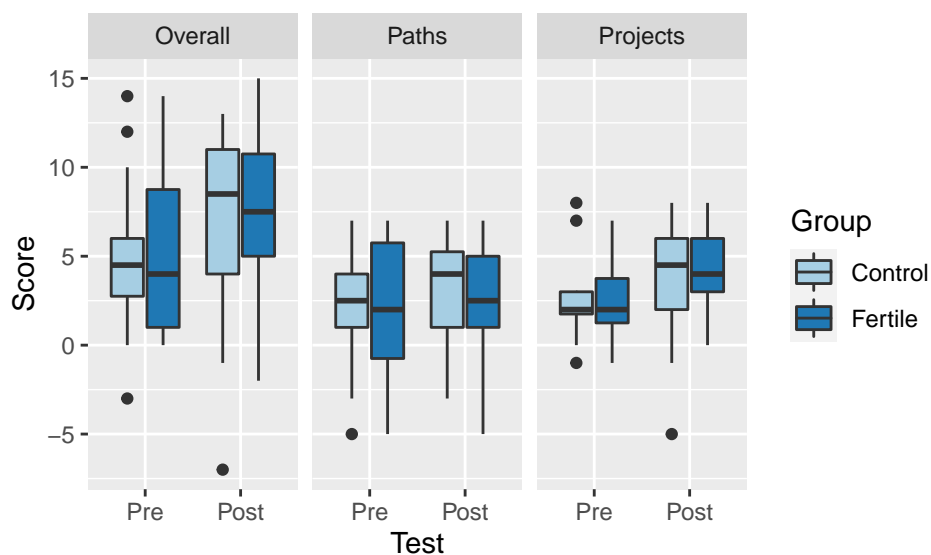 Overall Paths Projects
15
10
5
0
−5
Score
Pre Post Pre Post Pre Post
Test
Group
Control
Fertile